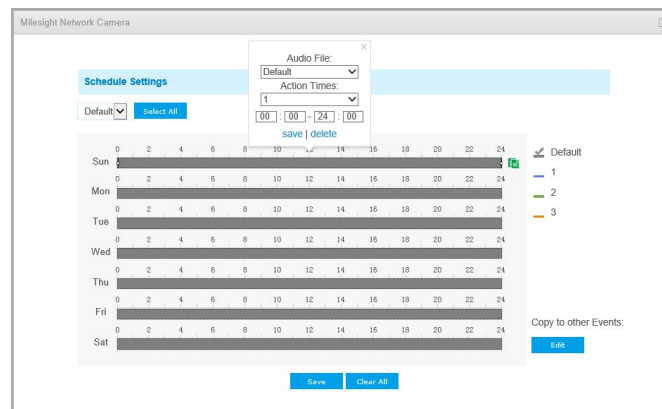 Milesight Network Camera
Audio File:
Default
Action Times:
1
00 : 00 - 24 : 00
save | delete
Schedule Settings
Default Select All
0 2 4 6 8 10 12 14 16 18 20 22 24
Sun
0 2 4 6 8 10 12 14 16 18 20 22 24
Mon
0 2 4 6 8 10 12 14 16 18 20 22 24
Tue
0 2 4 6 8 10 12 14 16 18 20 22 24
Wed
0 2 4 6 8 10 12 14 16 18 20 22 24
Thu
0 2 4 6 8 10 12 14 16 18 20 22 24
Fri
0 2 4 6 8 10 12 14 16 18 20 22 24
Sat
Default
1
2
3
Copy to other Events:
Edit
Save Clear All